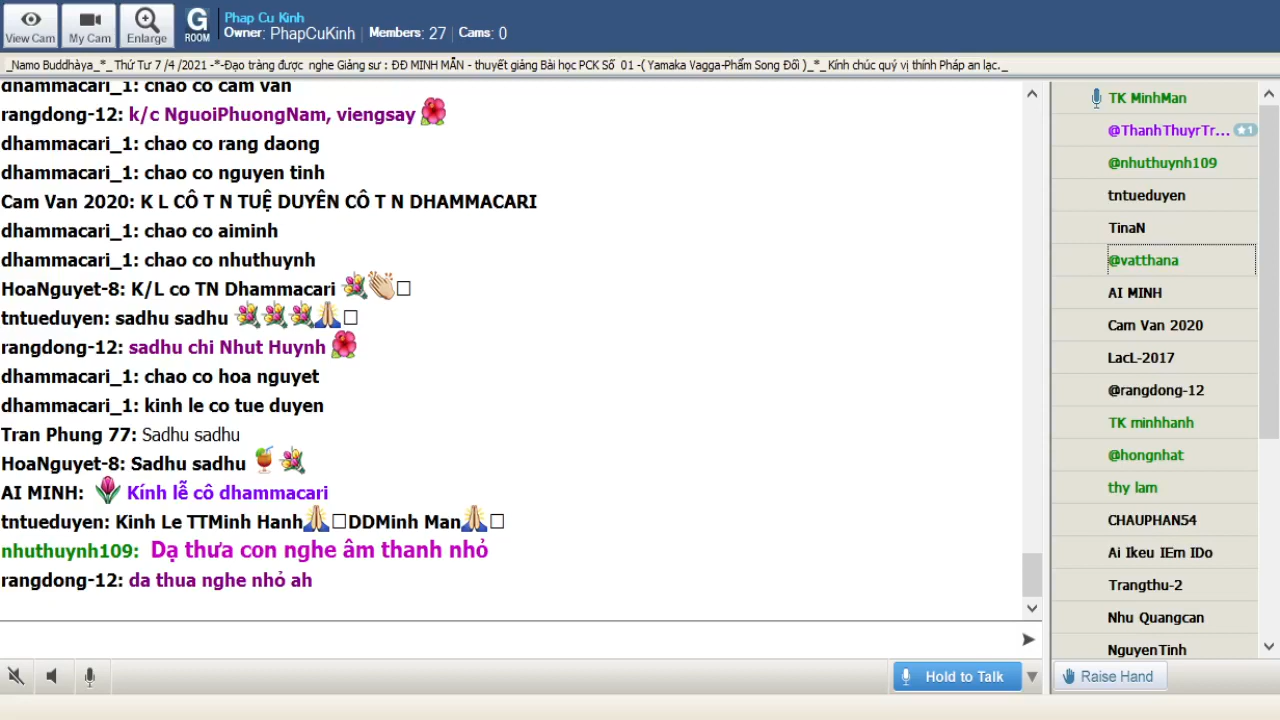 View Cam
My Cam
Enlarge
G
ROOM
Phap Cu Kinh
Owner: PhapCuKinh | Members: 27 | Cams: 0
_Namo Buddhàya_*_ Thứ Tư 7 /4 /2021 -*-Đạo tràng được nghe Giảng sư : ĐĐ MINH MẪN - thuyết giảng Bài học PCK Số 01 -( Yamaka Vagga-Phẩm Song Đối )_*_ Kính chúc quý vị thính Pháp an lạc._
dhammacari_1: chao co cam van
rangdong-12: k/c NguoiPhuongNam, viengsay
dhammacari_1: chao co rang daong
dhammacari_1: chao co nguyen tinh
Cam Van 2020: K L CÔ T N TUỆ DUYÊN CÔ T N DHAMMACARI
dhammacari_1: chao co aiminh
dhammacari_1: chao co nhuthuynh
HoaNguyet-8: K/L co TN Dhammacari
tntueduyen: sadhu sadhu
rangdong-12: sadhu chi Nhut Huynh
dhammacari_1: chao co hoa nguyet
dhammacari_1: kinh le co tue duyen
Tran Phung 77: Sadhu sadhu
HoaNguyet-8: Sadhu sadhu
AI MINH: Kính lễ cô dhammacari
tntueduyen: Kinh Le TTMinh Hanh DDMinh Man
nhuthuynh109: Dạ thưa con nghe âm thanh nhỏ
rangdong-12: da thua nghe nhỏ ah
Hold to Talk
TK MinhMan
@ThanhThuyrTr... 1
@nhuthuynh109
tntueduyen
TinaN
@vatthana
AI MINH
Cam Van 2020
LacL-2017
@rangdong-12
TK minhhanh
@hongnhat
thy lam
CHAUPHAN54
Ai Ikeu IEm IDo
Trangthu-2
Nhu Quangcan
NguyenTinh
Raise Hand